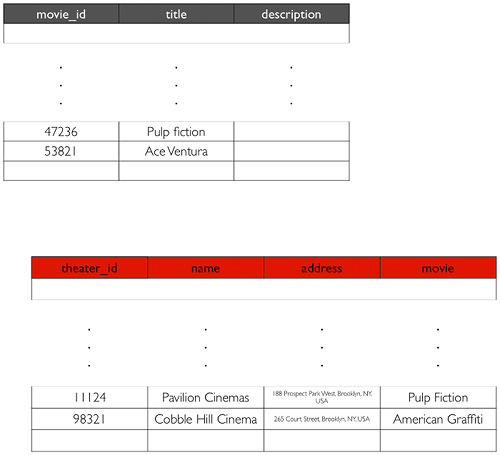 movie_id title description
47236 Pulp fiction
53821 Ace Ventura
theater_id name address movie
11124 Pavilion Cinemas 188 Prospect Park West, Brooklyn, NY, USA Pulp Fiction
98321 Cobble Hill Cinema 265 Court Street, Brooklyn, NY, USA American Graffiti